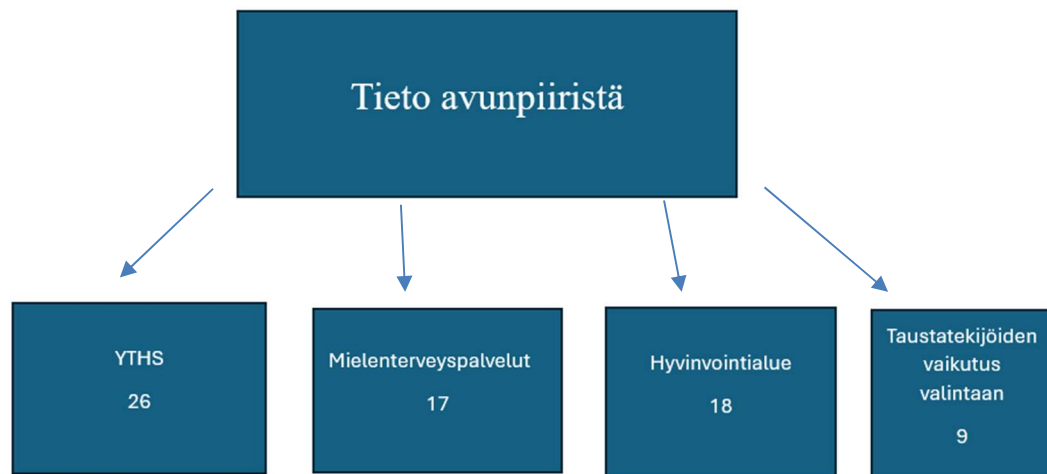 Tieto avunpiiristä
YTHS
26
Mielenterveyspalvelut
17
Hyvinvointialue
18
Taustatekijöiden
vaikutus
valintaan
9